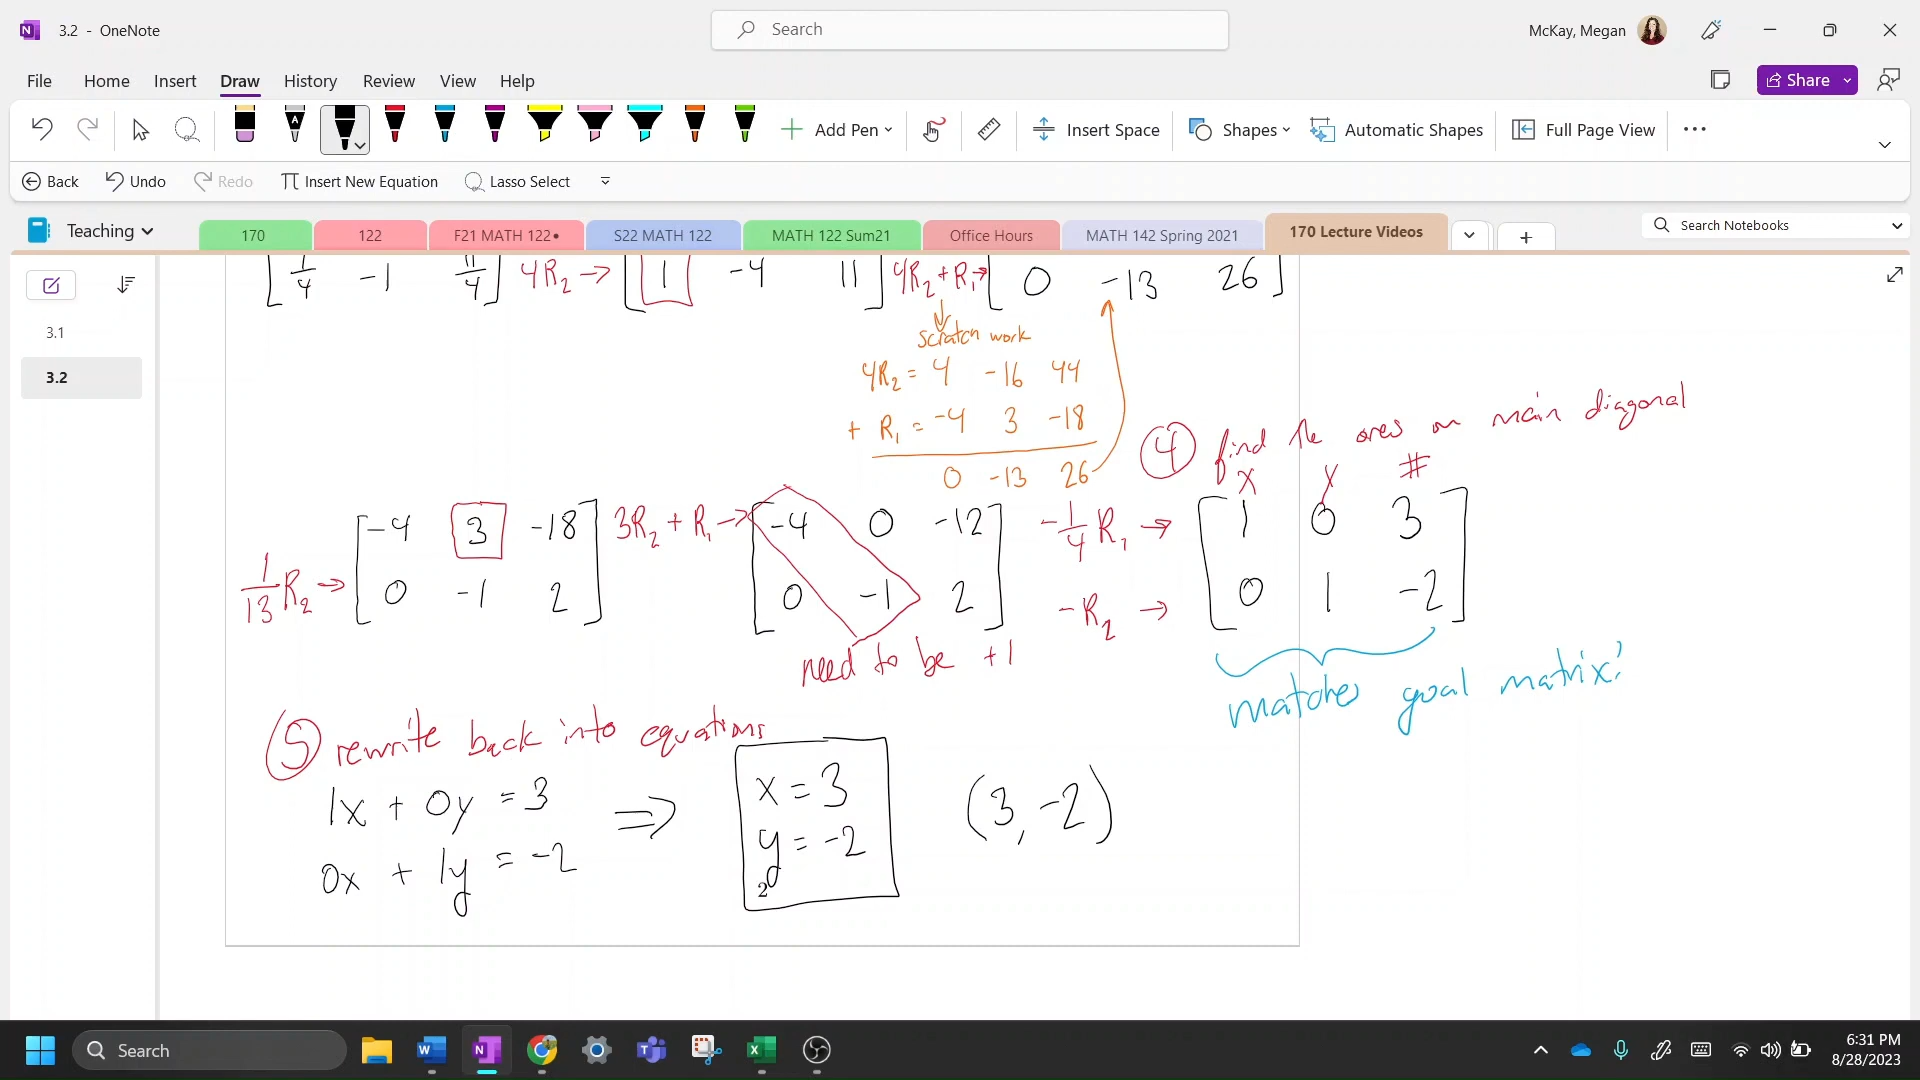 3.2 - OneNote
Search
McKay, Megan
File Home Insert Draw History Review View Help
Share
Add Pen
Insert Space
Shapes
Automatic Shapes
Full Page View
Back Undo Redo Insert New Equation Lasso Select
Teaching
170
122
F21 MATH 122•
S22 MATH 122
MATH 122 Sum21
Office Hours
MATH 142 Spring 2021
170 Lecture Videos
+
Search Notebooks
3.1
3.2
[ 1/4 -1 11/4 ] 4R₂ → [ 1 -4 11 ] 4R₂ + R₁ → [ 0 -13 26 ]
scratch work
4R₂ = 4 -16 44
+ R₁ = -4 3 -18
0 -13 26
④ find the ones on main diagonal
X Y #
[ -4 3 -18 ] 3R₂ + R₁ → [ -4 0 -12 ] -1/4 R₁ → [ 1 0 3 ]
1/13 R₂ → [ 0 -1 2 ] [ 0 -1 2 ] -R₂ → [ 0 1 -2 ]
need to be +1
matches goal matrix!
⑤ rewrite back into equations
1x + 0y = 3 ⇒ x = 3 (3, -2)
0x + 1y = -2 y = -2
2
Search
6:31 PM
8/28/2023